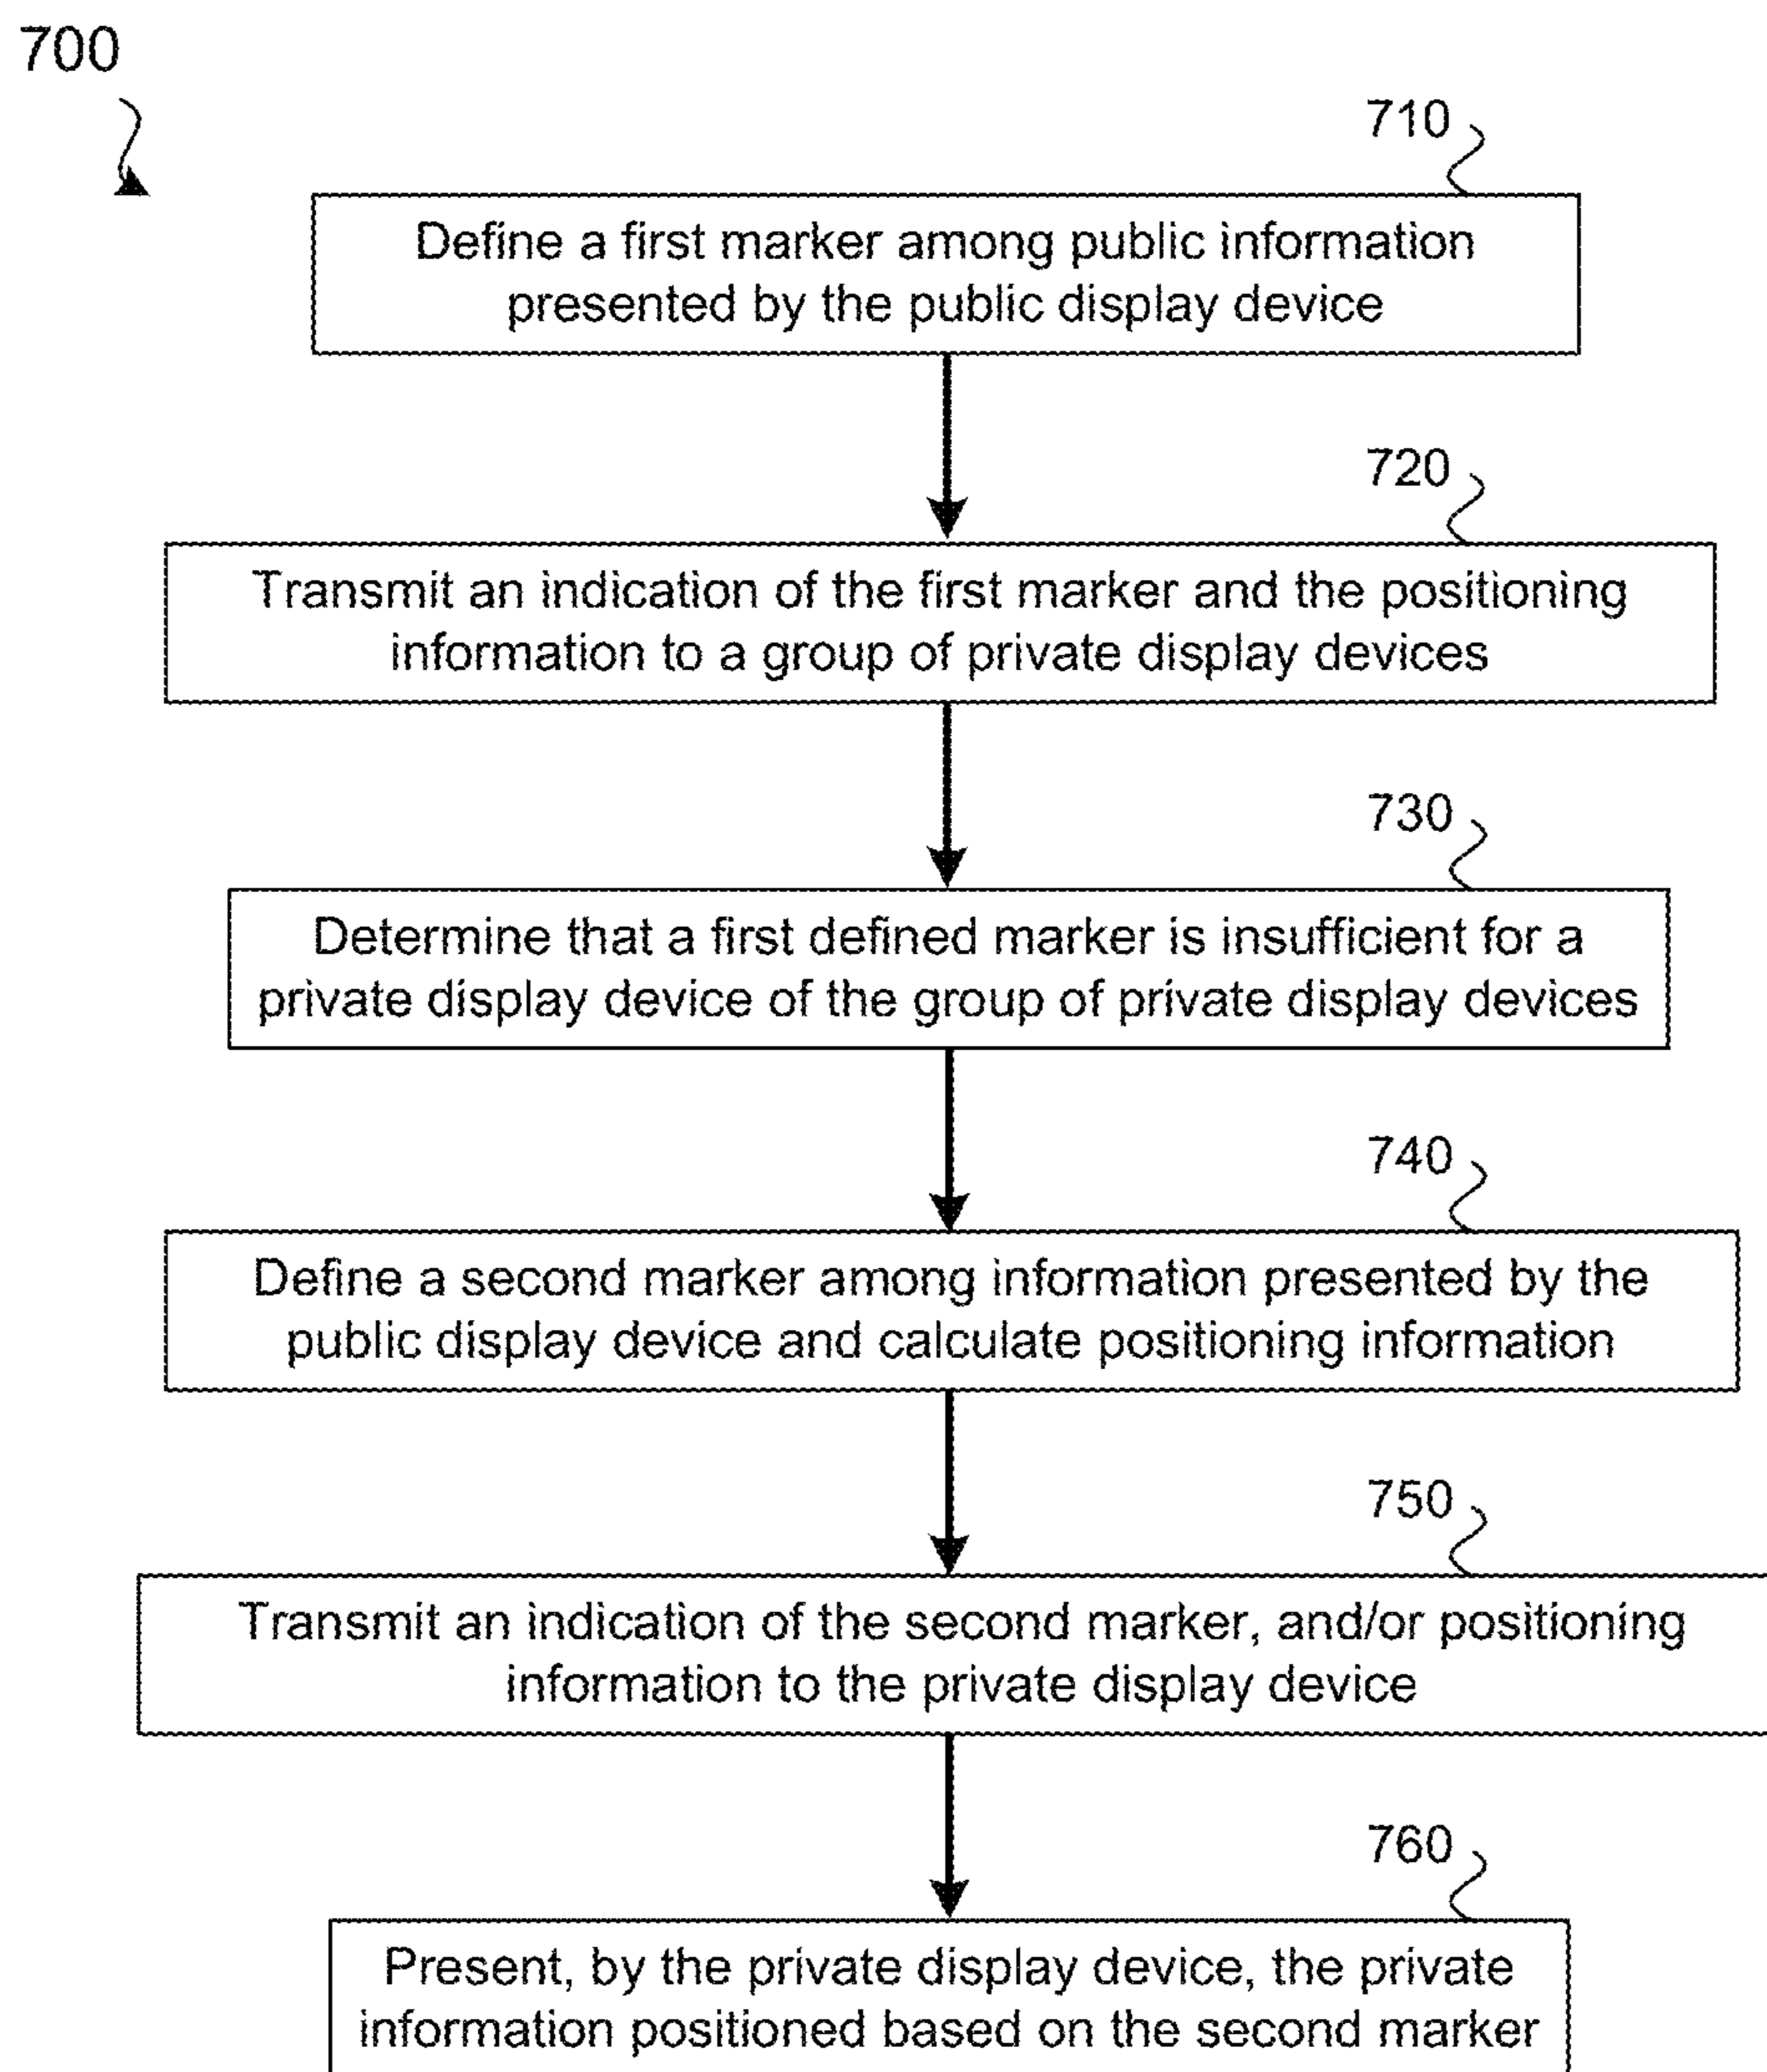 700
710
Define a first marker among public information
presented by the public display device
720
Transmit an indication of the first marker and the positioning
information to a group of private display devices
730
Determine that a first defined marker is insufficient for a
private display device of the group of private display devices
740
Define a second marker among information presented by the
public display device and calculate positioning information
750
Transmit an indication of the second marker, and/or positioning
information to the private display device
760
Present, by the private display device, the private
information positioned based on the second marker